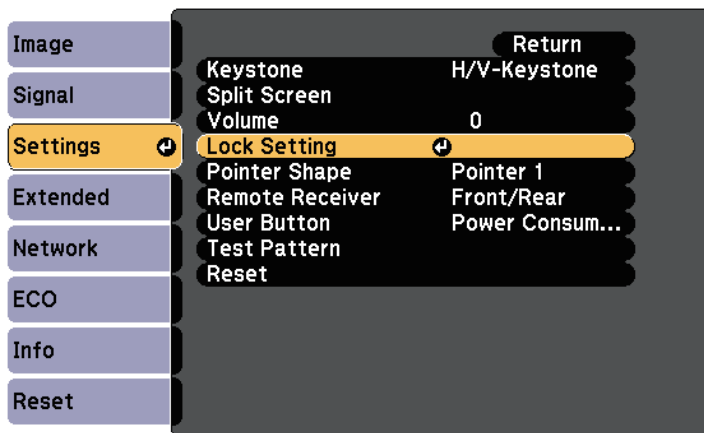 Image
Signal
Settings
Extended
Network
ECO
Info
Reset
Return
Keystone H/V-Keystone
Split Screen
Volume 0
Lock Setting
Pointer Shape Pointer 1
Remote Receiver Front/Rear
User Button Power Consum...
Test Pattern
Reset